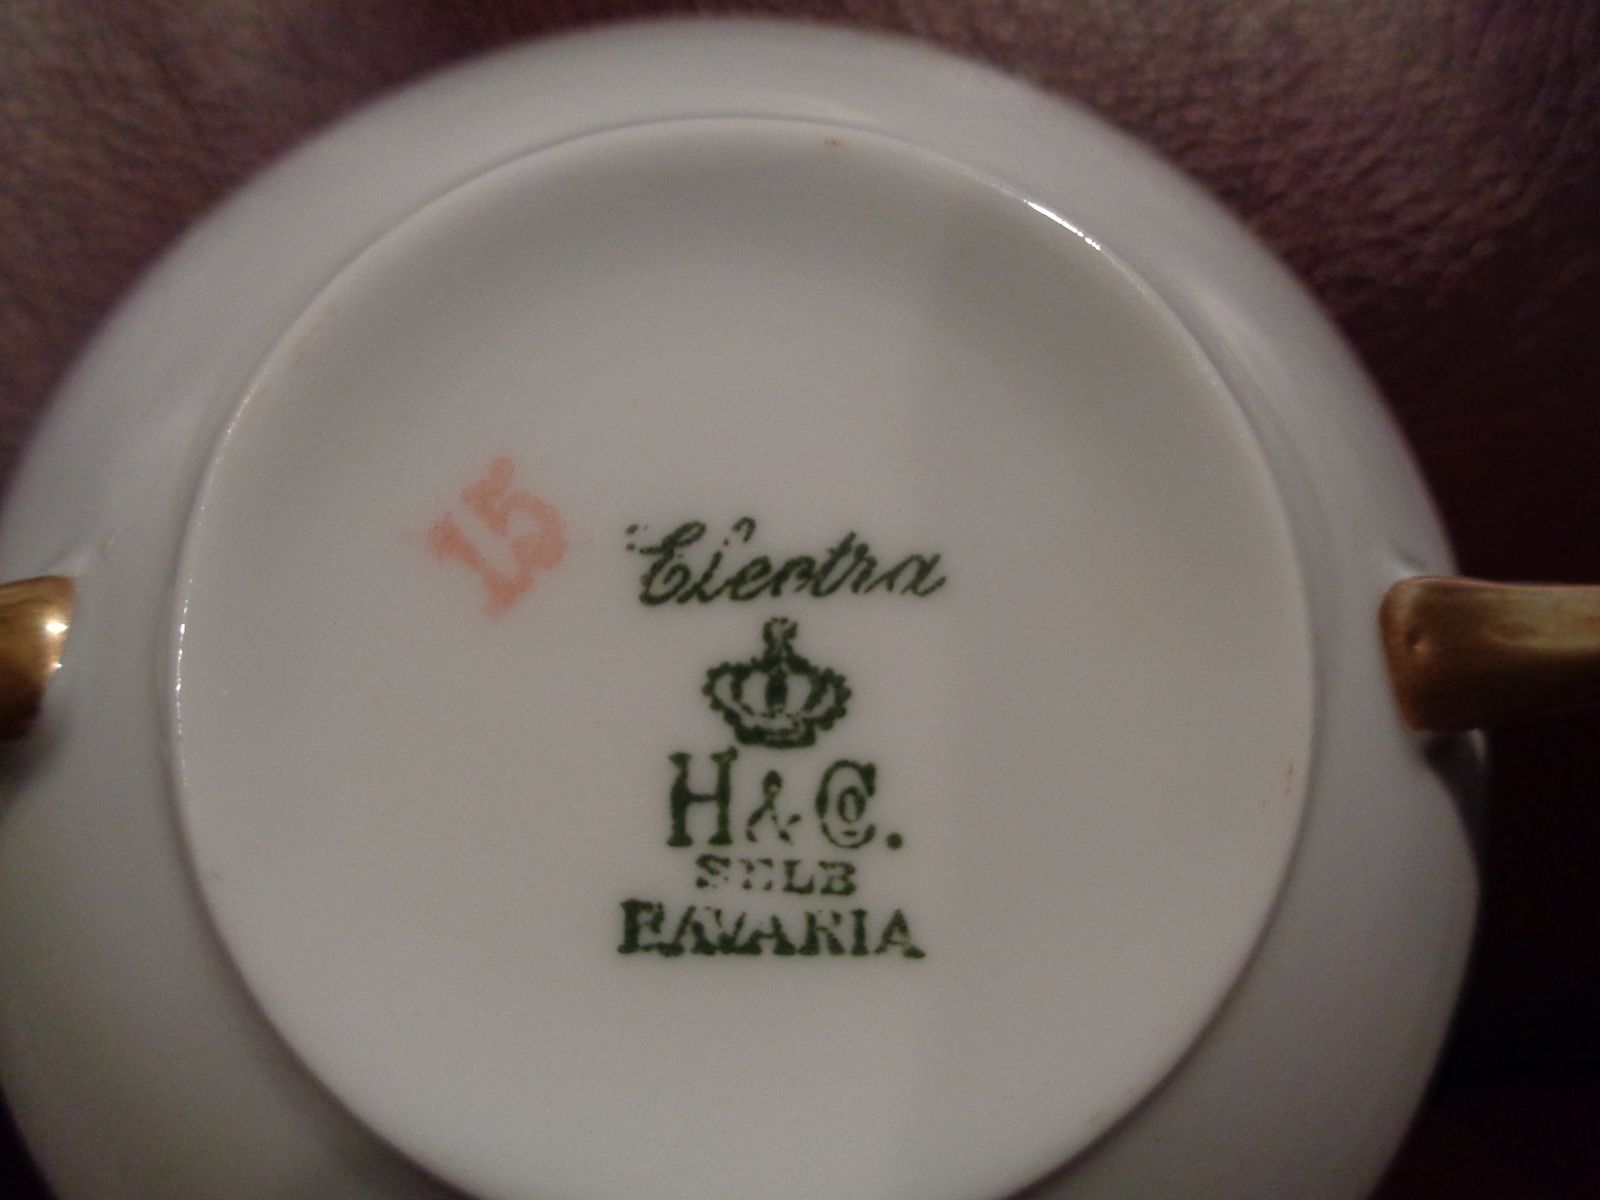 15
"Electra"
H & Co.
SELB
BAVARIA